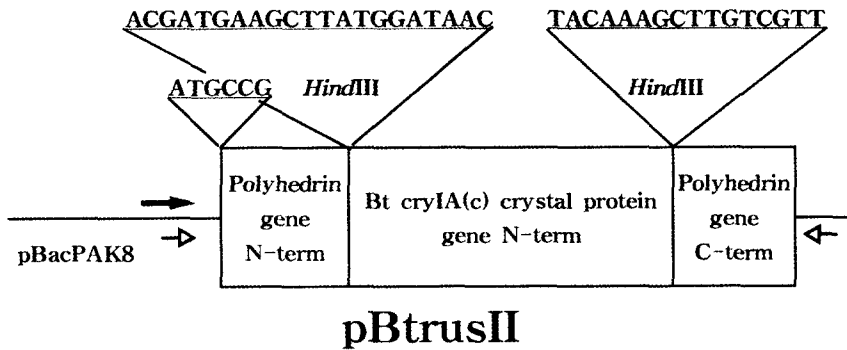 ACGATGAAGCTTATGGATAAC
TACAAAGCTTGTCGTT
ATGCCG
HindIII
HindIII
Polyhedrin
gene
N-term
Bt cryIA(c) crystal protein
gene N-term
Polyhedrin
gene
C-term
pBacPAK8
pBtrusII